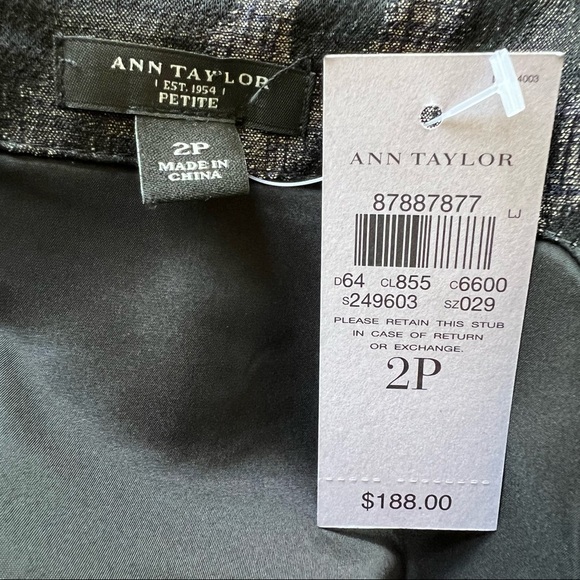 ANN TAYLOR
EST. 1954
PETITE
2P
MADE IN
CHINA
4003
ANN TAYLOR
87887877
LJ
D64 CL855 C6600
S249603 SZ029
PLEASE RETAIN THIS STUB
IN CASE OF RETURN
OR EXCHANGE.
2P
$188.00